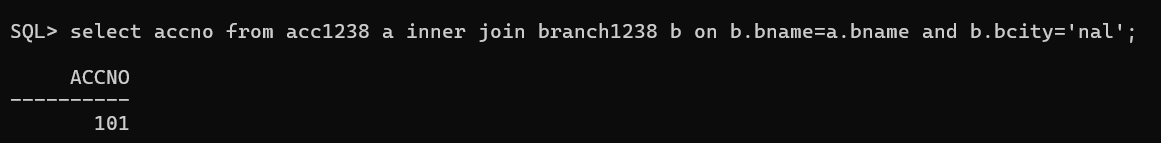 SQL> select accno from acc1238 a inner join branch1238 b on b.bname=a.bname and b.bcity='nal';
ACCNO
----------
101